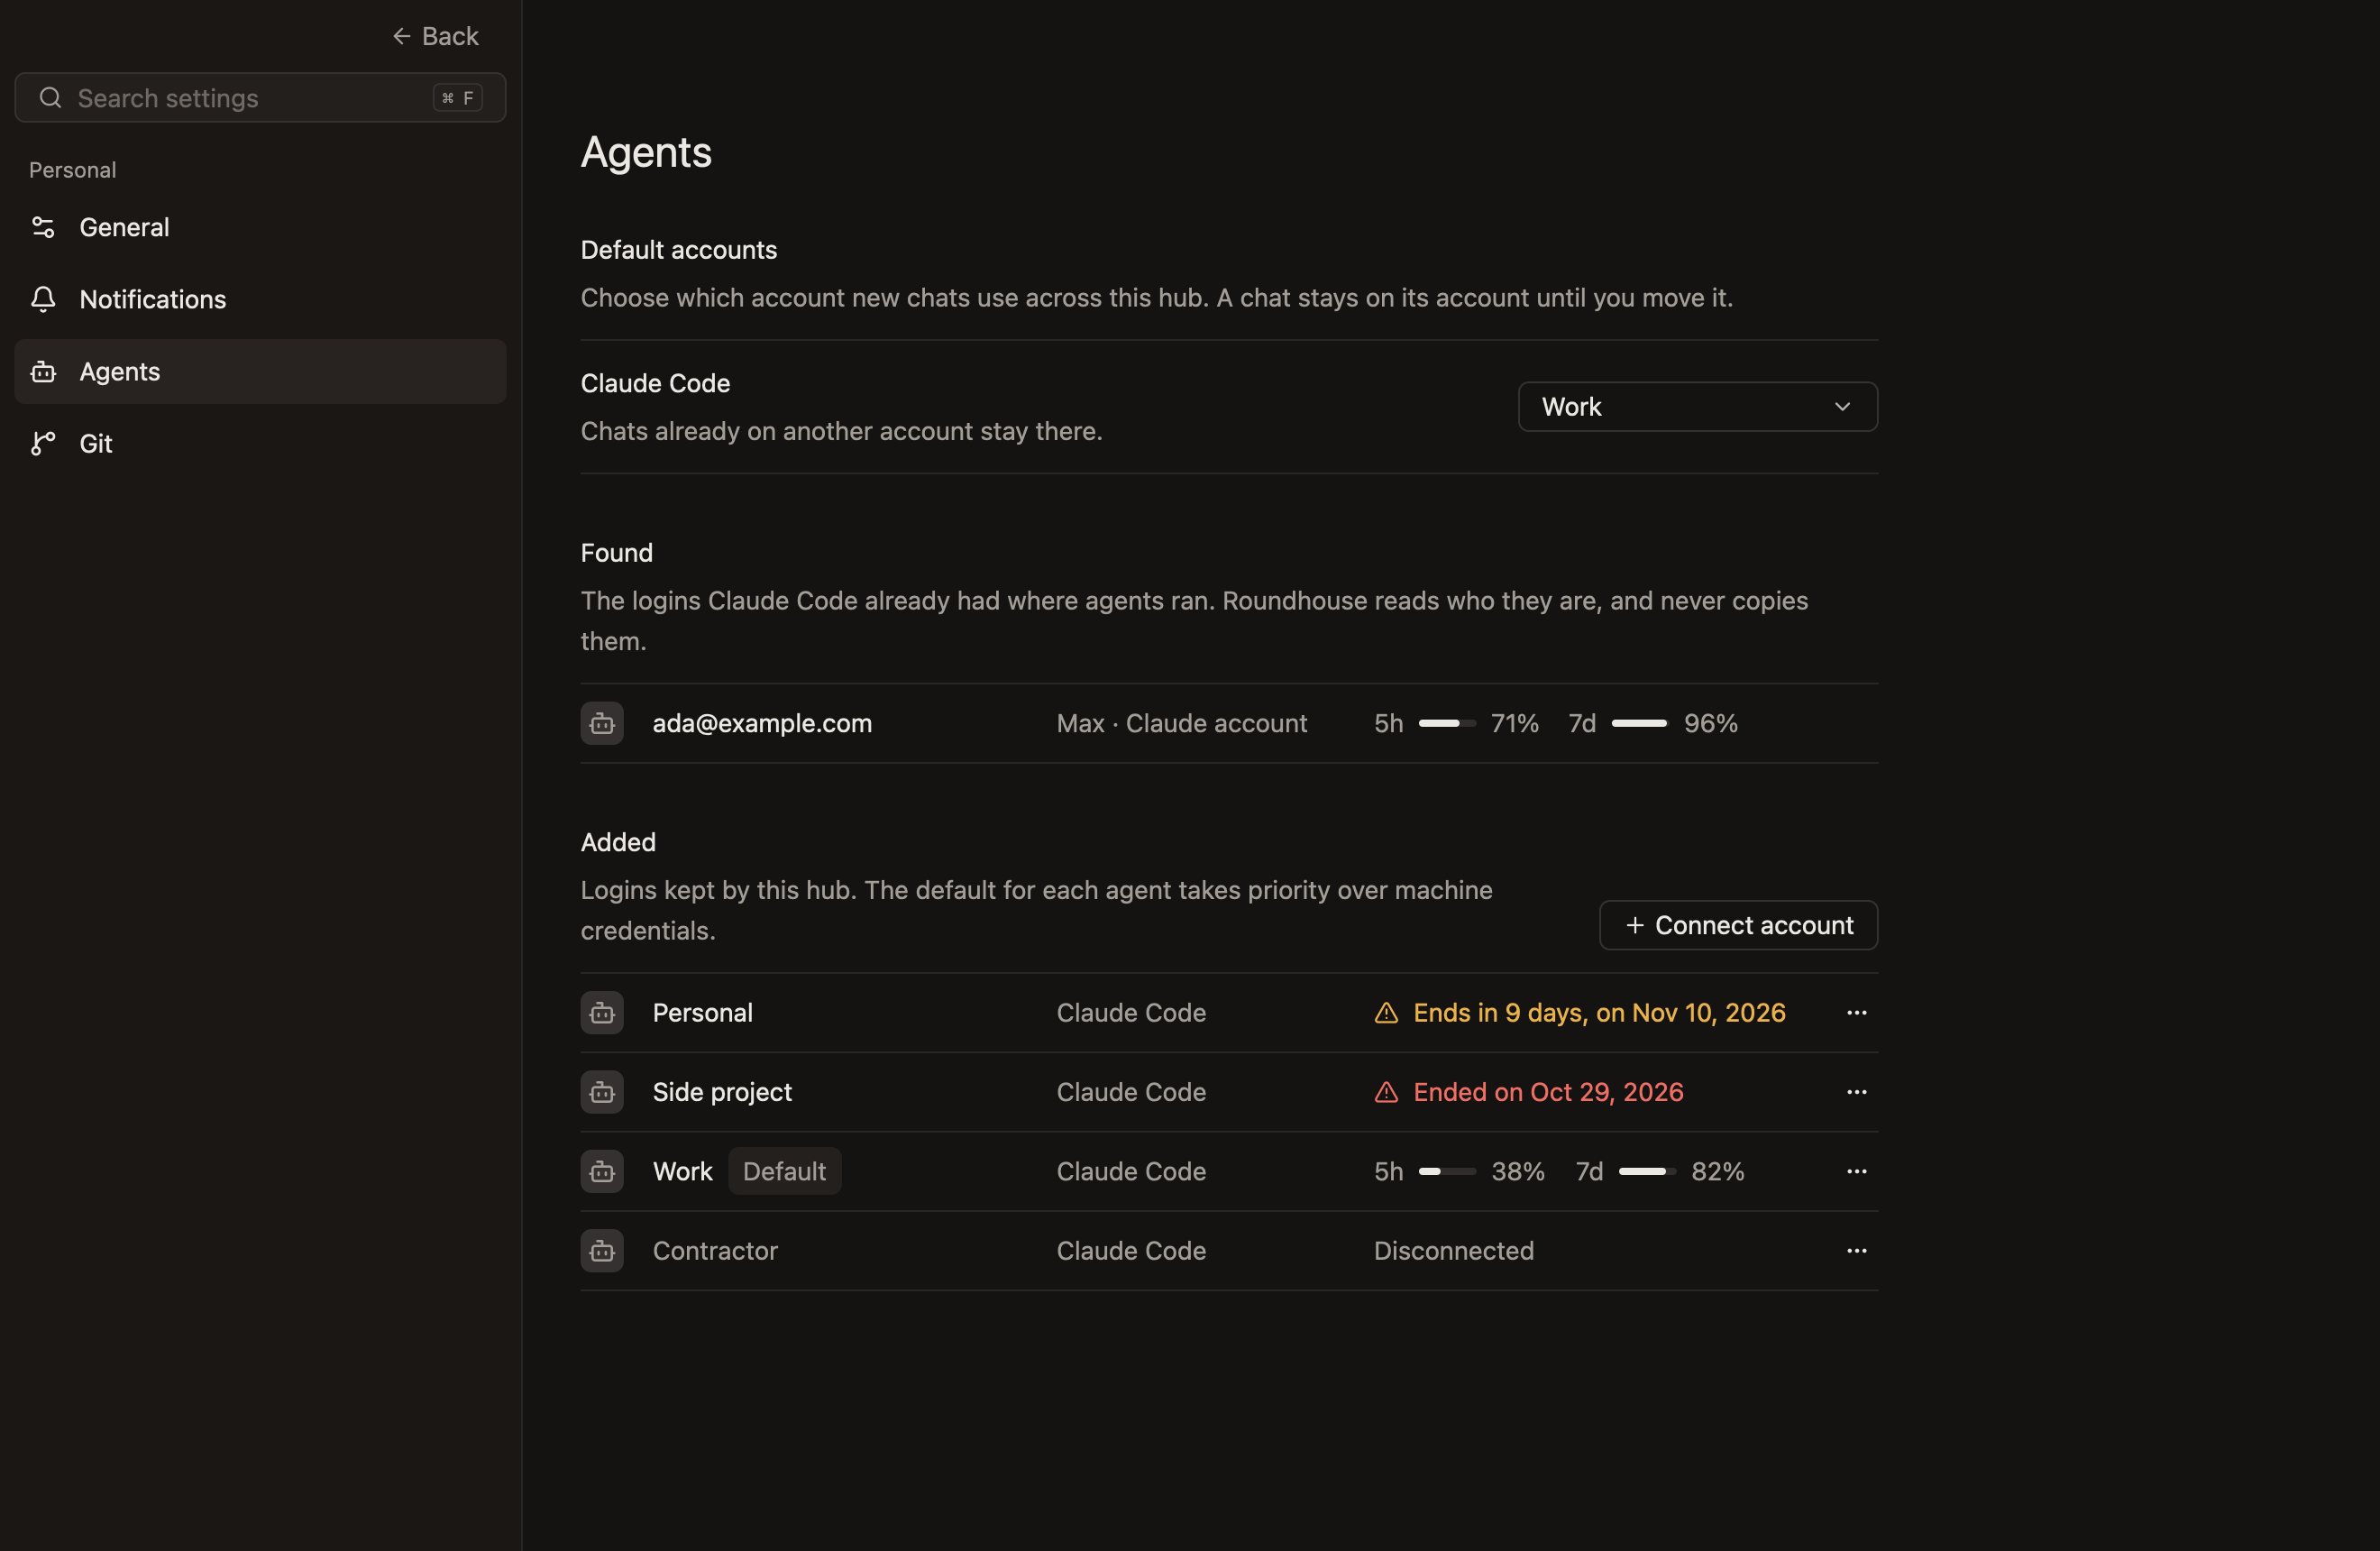 Back
Search settings
⌘ F
Personal
General
Notifications
Agents
Git
Agents
Default accounts
Choose which account new chats use across this hub. A chat stays on its account until you move it.
Claude Code
Chats already on another account stay there.
Work
Found
The logins Claude Code already had where agents ran. Roundhouse reads who they are, and never copies
them.
ada@example.com Max · Claude account 5h 71% 7d 96%
Added
Logins kept by this hub. The default for each agent takes priority over machine
credentials.
+ Connect account
Personal Claude Code Ends in 9 days, on Nov 10, 2026
Side project Claude Code Ended on Oct 29, 2026
Work Default Claude Code 5h 38% 7d 82%
Contractor Claude Code Disconnected